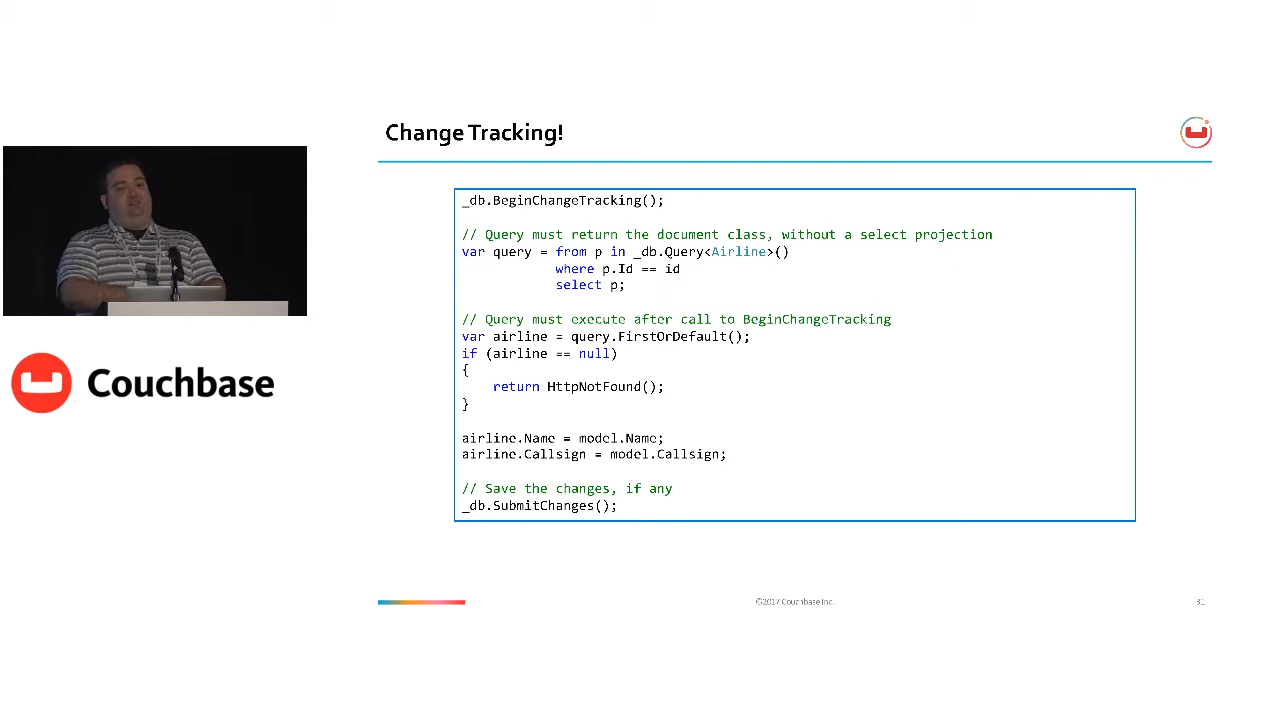 Change Tracking!
_db.BeginChangeTracking();
// Query must return the document class, without a select projection
var query = from p in _db.Query<Airline>()
where p.Id == id
select p;
// Query must execute after call to BeginChangeTracking
var airline = query.FirstOrDefault();
if (airline == null)
{
return HttpNotFound();
}
airline.Name = model.Name;
airline.Callsign = model.Callsign;
// Save the changes, if any
_db.SubmitChanges();
Couchbase
©2017 Couchbase Inc.
31